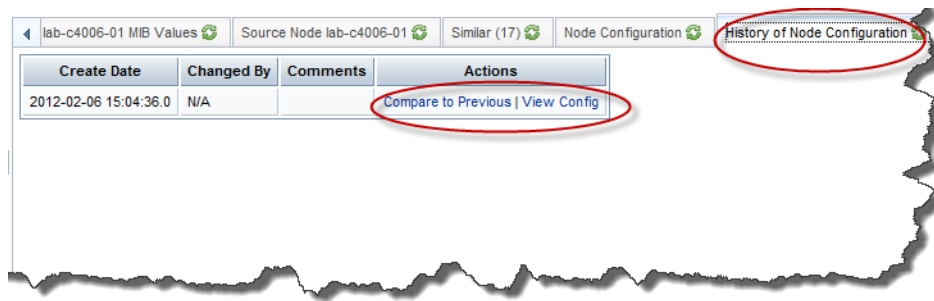 lab-c4006-01 MIB Values Source Node lab-c4006-01 Similar (17) Node Configuration History of Node Configuration
Create Date Changed By Comments Actions
2012-02-06 15:04:36.0 N/A Compare to Previous | View Config